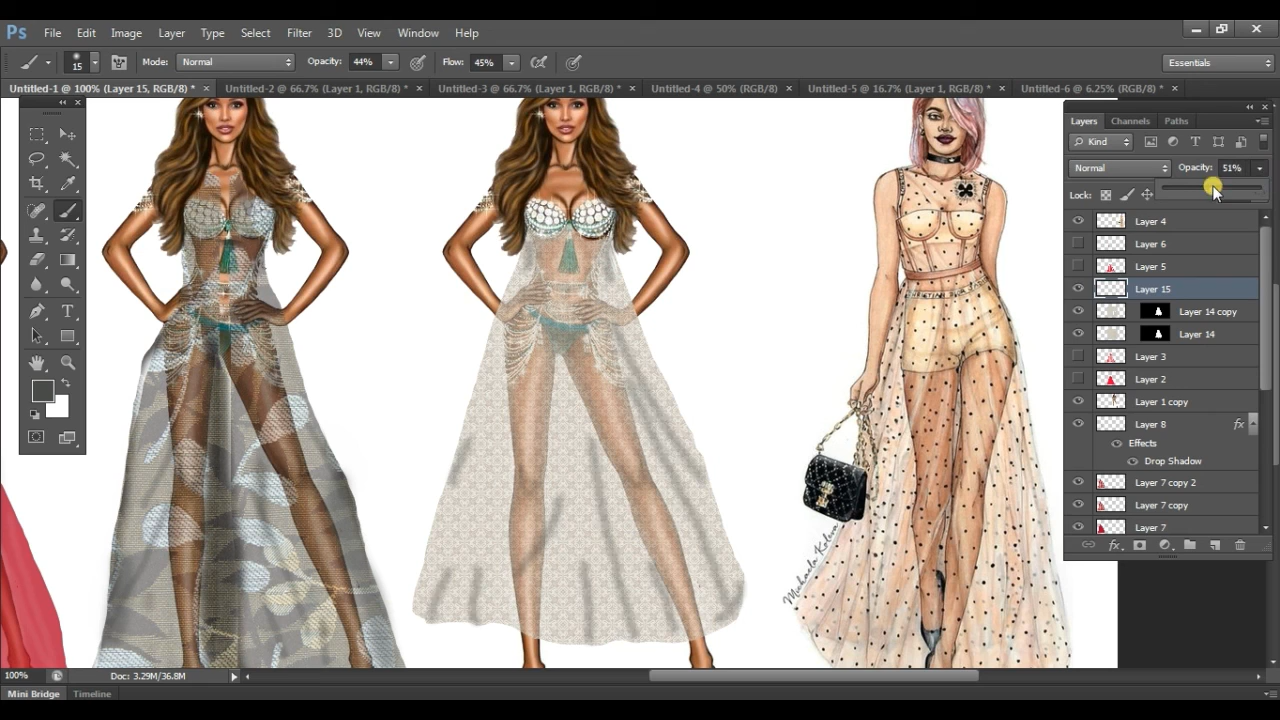 Ps File Edit Image Layer Type Select Filter 3D View Window Help
15 Mode: Normal Opacity: 44% Flow: 45% Essentials
Untitled-1 @ 100% (Layer 15, RGB/8) * × Untitled-2 @ 66.7% (Layer 1, RGB/8) * × Untitled-3 @ 66.7% (Layer 1, RGB/8) * × Untitled-4 @ 50% (RGB/8) × Untitled-5 @ 16.7% (Layer 1, RGB/8) * × Untitled-6 @ 6.25% (RGB/8) * ×
Layers Channels Paths
Kind
Normal Opacity: 51%
Lock:
Layer 4
Layer 6
Layer 5
Layer 15
Layer 14 copy
Layer 14
Layer 3
Layer 2
Layer 1 copy
Layer 8 fx
Effects
Drop Shadow
Layer 7 copy 2
Layer 7 copy
Layer 7
fx
100% Doc: 3.29M/36.8M
Mini Bridge Timeline